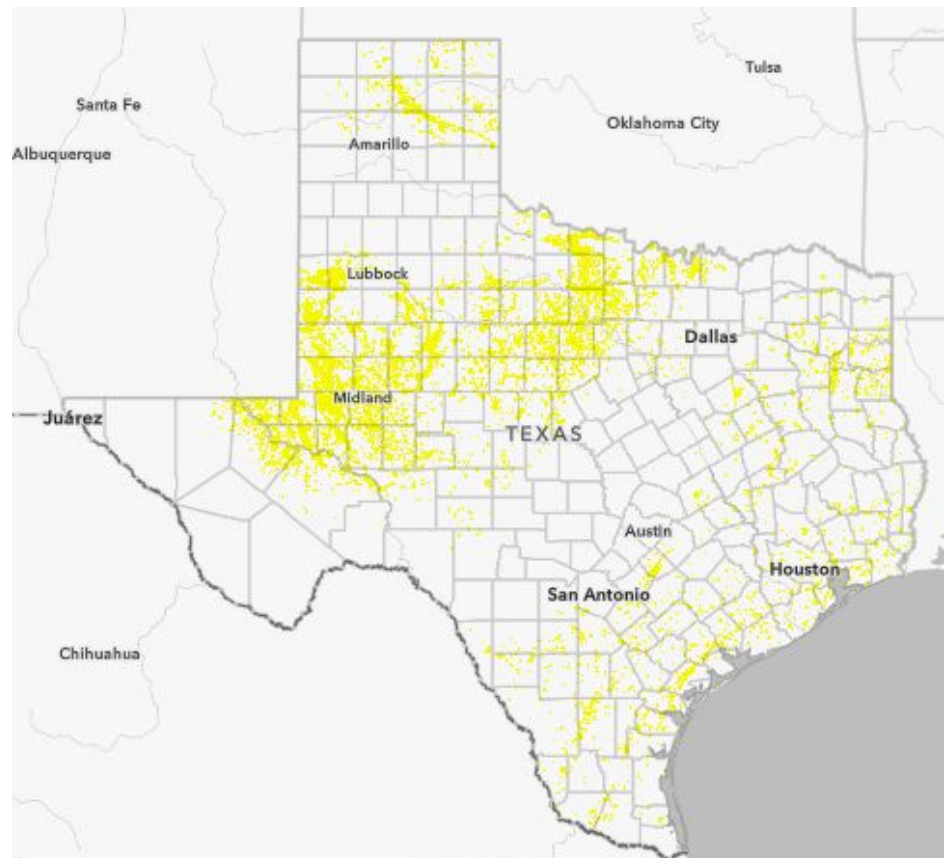 Tulsa
Santa Fe
Oklahoma City
Albuquerque
Amarillo
Lubbock
Dallas
Midland
Juárez
TEXAS
Austin
Houston
San Antonio
Chihuahua